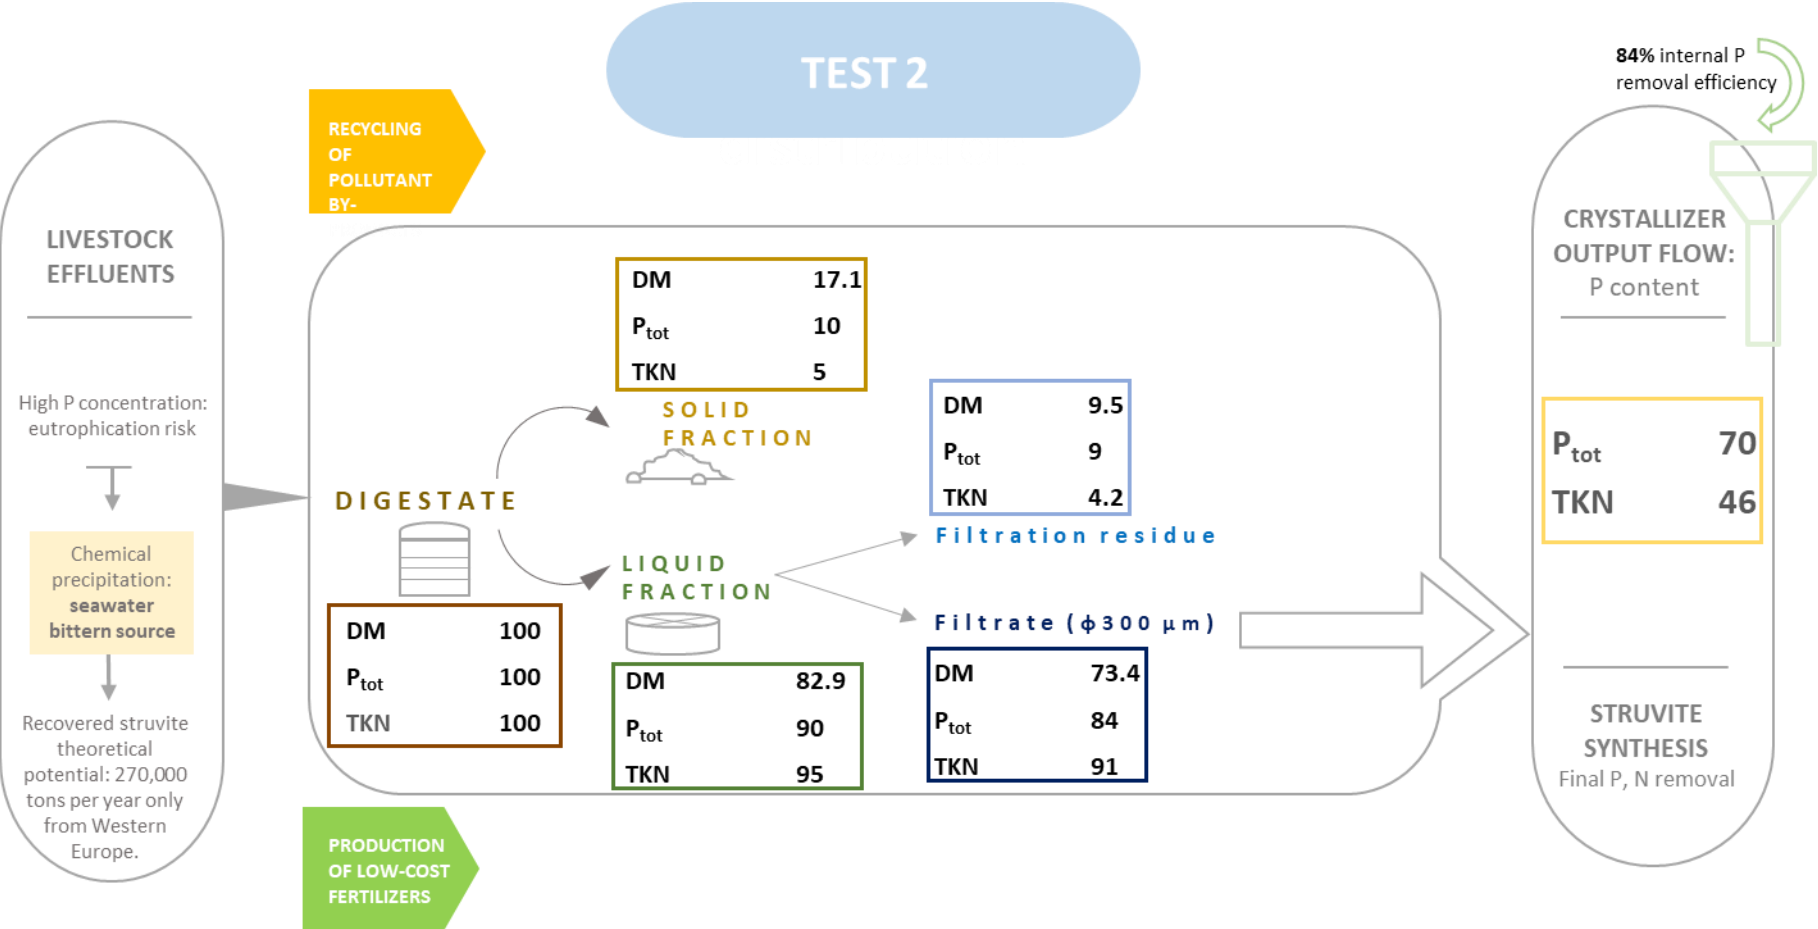 TEST 2
84% internal P
removal efficiency
RECYCLING
OF
POLLUTANT
BY-
LIVESTOCK
EFFLUENTS
High P concentration:
eutrophication risk
Chemical
precipitation:
seawater
bittern source
Recovered struvite
theoretical
potential: 270,000
tons per year only
from Western
Europe.
DIGESTATE
DM 100
Ptot 100
TKN 100
DM 17.1
Ptot 10
TKN 5
SOLID
FRACTION
LIQUID
FRACTION
DM 82.9
Ptot 90
TKN 95
DM 9.5
Ptot 9
TKN 4.2
Filtration residue
Filtrate (ϕ300 µm)
DM 73.4
Ptot 84
TKN 91
CRYSTALLIZER
OUTPUT FLOW:
P content
Ptot 70
TKN 46
STRUVITE
SYNTHESIS
Final P, N removal
PRODUCTION
OF LOW-COST
FERTILIZERS